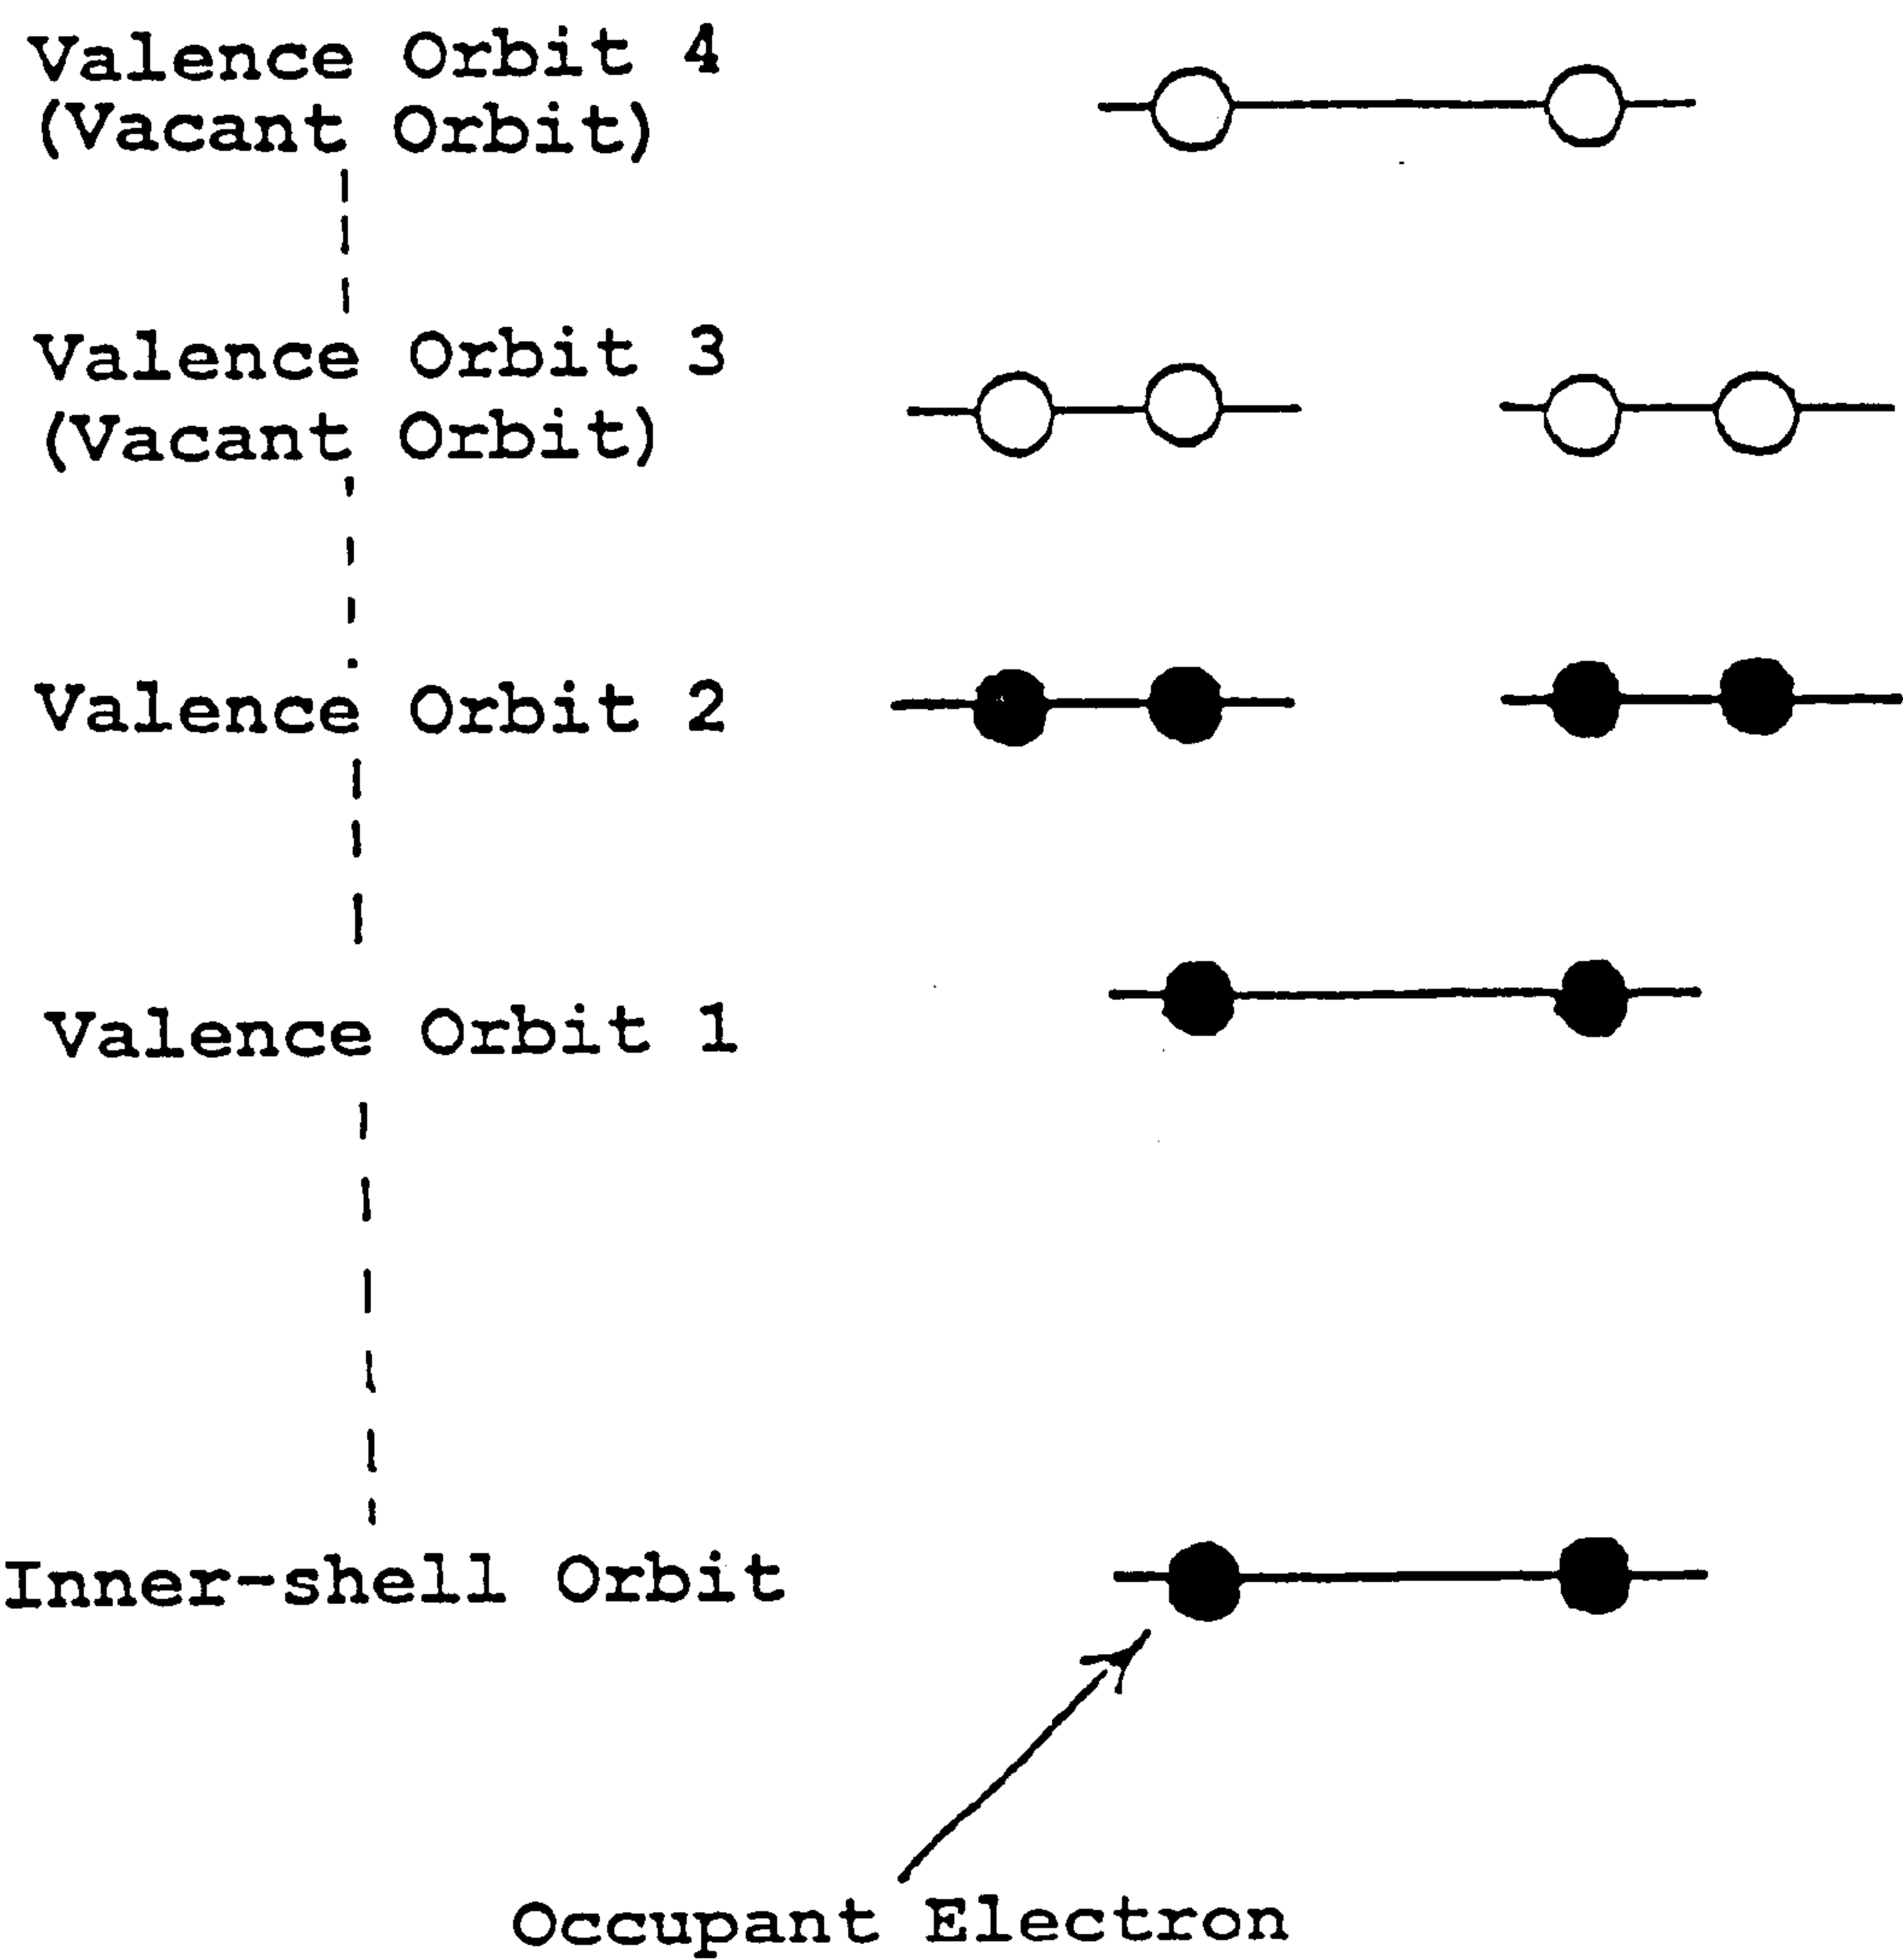 Valence Orbit 4
(Vacant Orbit)
Valence Orbit 3
(Vacant Orbit)
Valence Orbit 2
Valence Orbit 1
Inner-shell Orbit
Occupant Electron